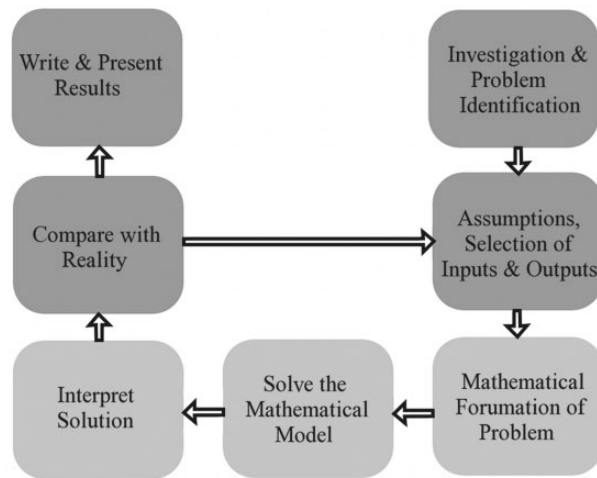 Write & Present
Results
Investigation &
Problem
Identification
Compare with
Reality
Assumptions,
Selection of
Inputs & Outputs
Interpret
Solution
Solve the
Mathematical
Model
Mathematical
Forumation of
Problem